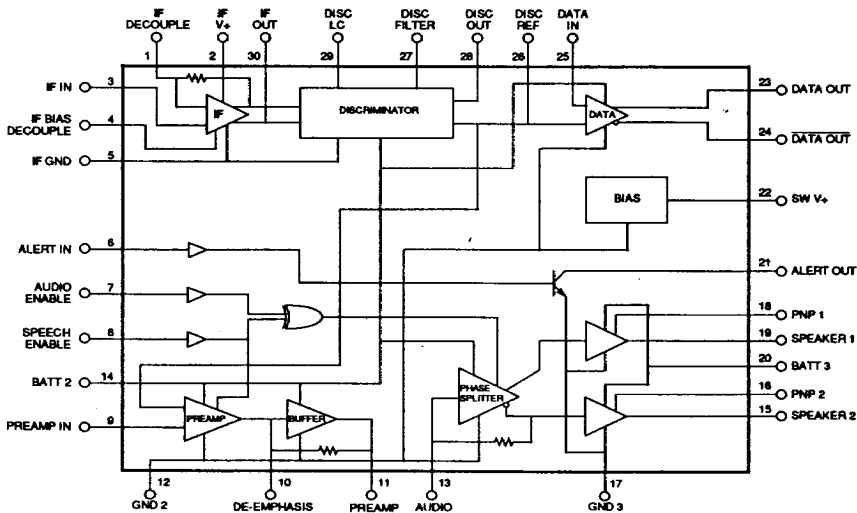 IF DECOUPLE
IF V+
IF OUT
DISC LC
DISC FILTER
DISC OUT
DISC REF
DATA IN
1
2
30
29
27
28
26
25
IF IN
3
IF
DISCRIMINATOR
DATA
23
DATA OUT
IF BIAS DECOUPLE
4
24
DATA OUT
IF GND
5
BIAS
22
SW V+
ALERT IN
6
21
ALERT OUT
AUDIO ENABLE
7
18
PNP 1
SPEECH ENABLE
8
19
SPEAKER 1
20
BATT 3
BATT 2
14
PHASE SPLITTER
16
PNP 2
PREAMP IN
9
PREAMP
BUFFER
15
SPEAKER 2
12
10
11
13
17
GND 2
DE-EMPHASIS
PREAMP
AUDIO
GND 3